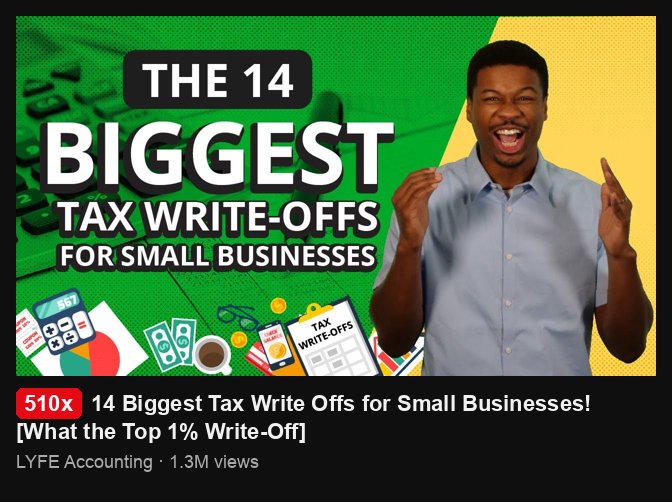 THE 14
BIGGEST
TAX WRITE-OFFS
FOR SMALL BUSINESSES
567
TAX
WRITE-OFFS
510x 14 Biggest Tax Write Offs for Small Businesses!
[What the Top 1% Write-Off]
LYFE Accounting · 1.3M views